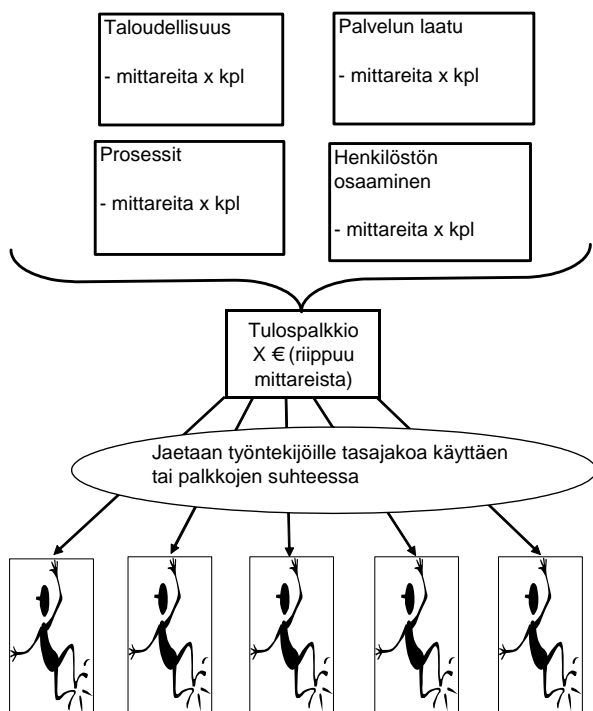 Taloudellisuus
- mittareita x kpl
Palvelun laatu
- mittareita x kpl
Prosessit
- mittareita x kpl
Henkilöstön
osaaminen
- mittareita x kpl
Tulospalkkio
X € (riippuu
mittareista)
Jaetaan työntekijöille tasajakoa käyttäen
tai palkkojen suhteessa